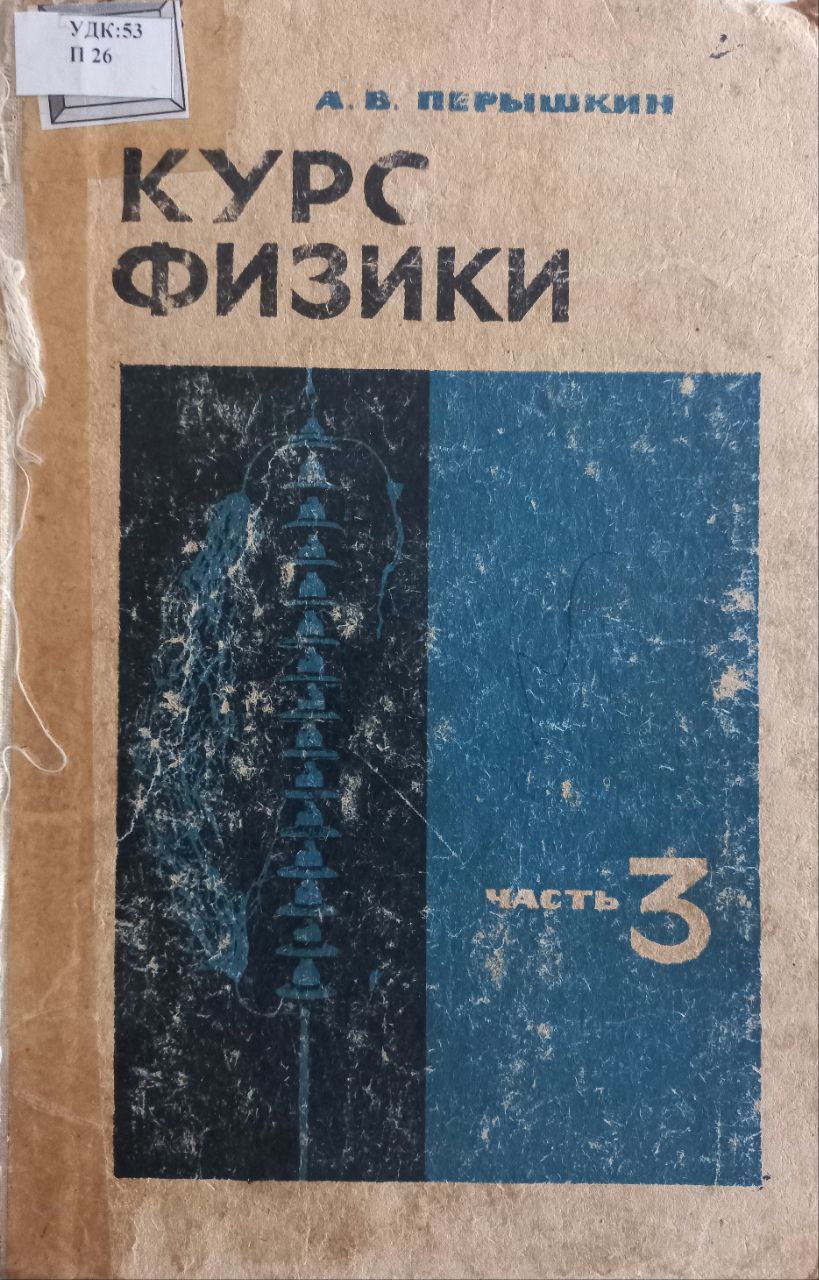 УДК:53
П 26
А. В. ПЕРЫШКИН
КУРС
ФИЗИКИ
ЧАСТЬ 3